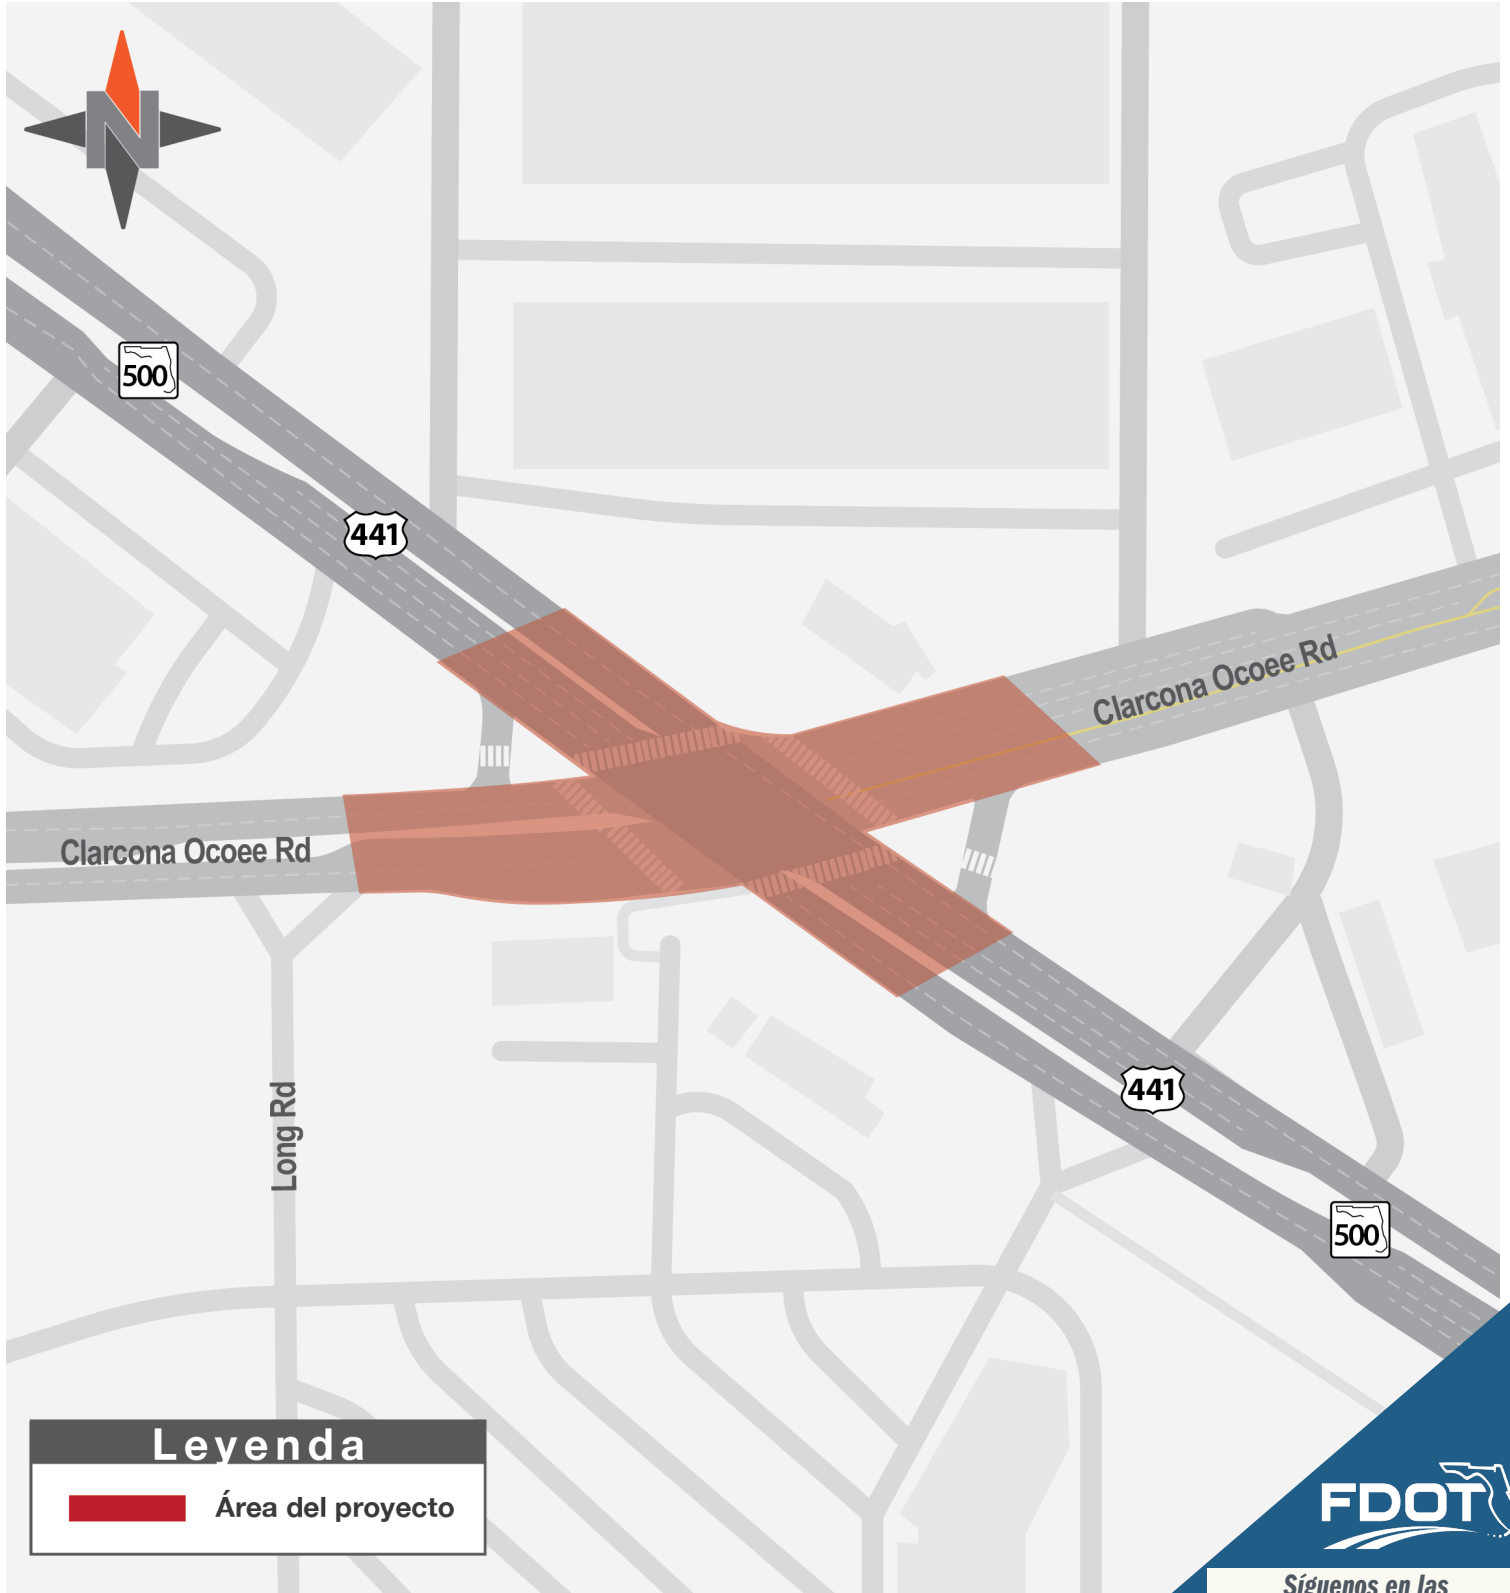 N
500
441
Clarcona Ocoee Rd
Clarcona Ocoee Rd
Long Rd
441
500
Leyenda
Área del proyecto
FDOT
Síguenos en las